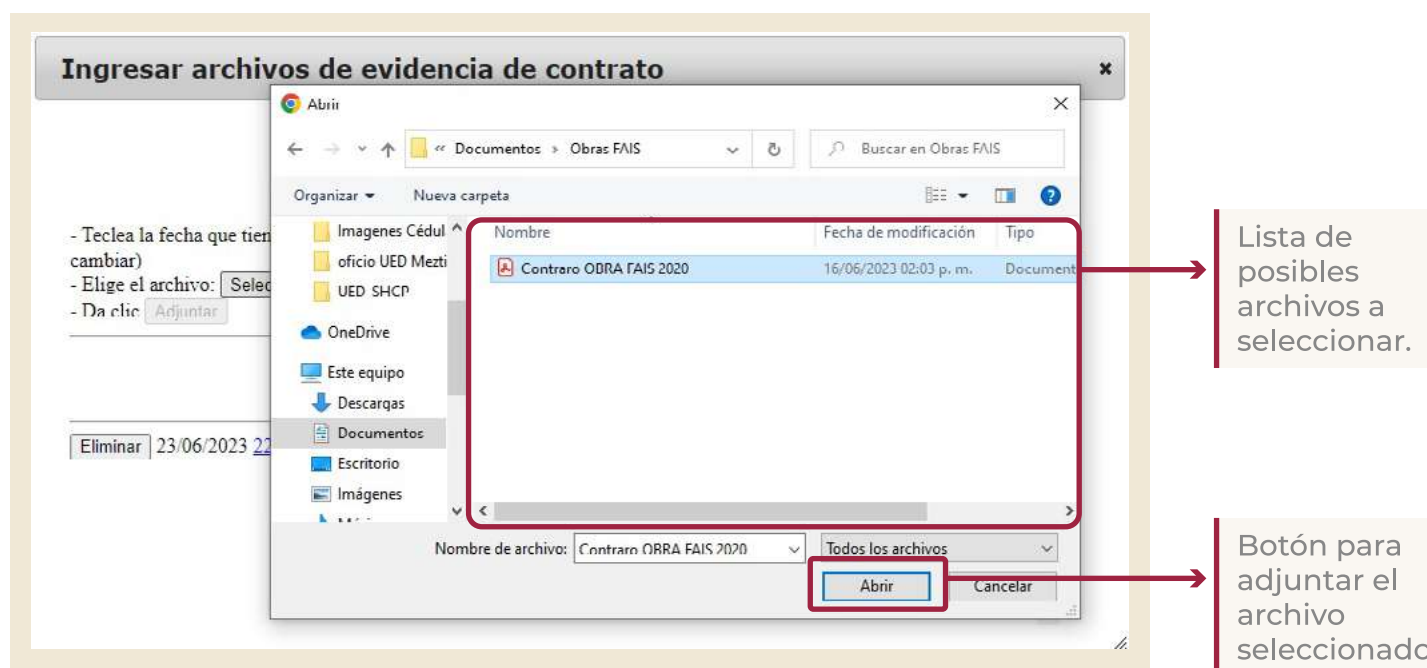 Ingresar archivos de evidencia de contrato
×
Abrir
« Documentos › Obras FAIS
Buscar en Obras FAIS
Organizar
Nueva carpeta
?
- Teclea la fecha que tien
cambiar)
- Elige el archivo: Selec
- Da clic Adjuntar
Eliminar 23/06/2023 22
Imagenes Cédul
oficio UED Mezti
UED SHCP
OneDrive
Este equipo
Descargas
Documentos
Escritorio
Imágenes
Nombre Fecha de modificación Tipo
Contraro OBRA FAIS 2020 16/06/2023 02:03 p. m. Document
Nombre de archivo: Contraro OBRA FAIS 2020 Todos los archivos
Abrir Cancelar
Lista de
posibles
archivos a
seleccionar.
Botón para
adjuntar el
archivo
seleccionado